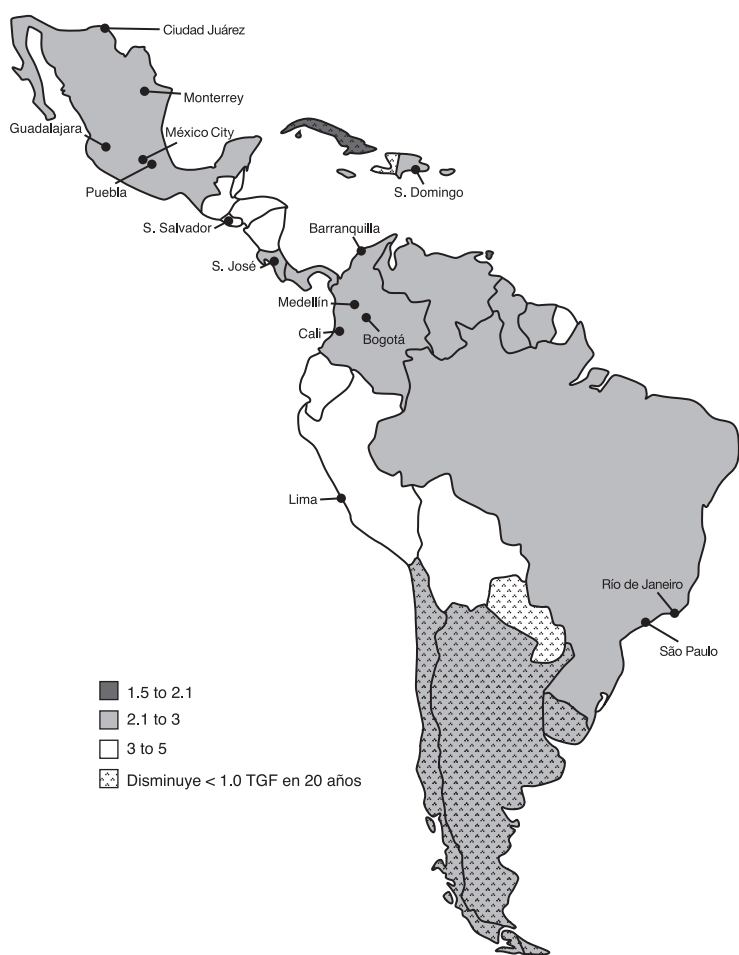 Ciudad Juárez
Monterrey
Guadalajara
México City
Puebla
S. Domingo
S. Salvador
Barranquilla
S. José
Medellín
Cali
Bogotá
Lima
Río de Janeiro
São Paulo
1.5 to 2.1
2.1 to 3
3 to 5
Disminuye < 1.0 TGF en 20 años